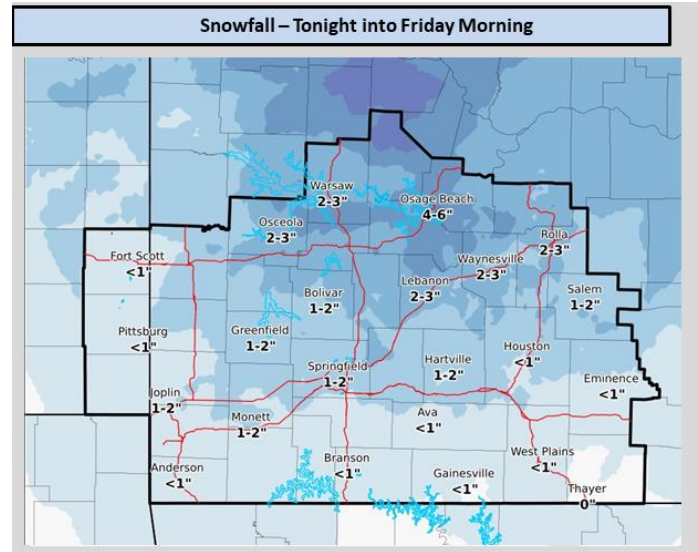 Snowfall – Tonight into Friday Morning
Warsaw
2-3"
Osage Beach
4-6"
Osceola
2-3"
Rolla
2-3"
Fort Scott
<1"
Waynesville
2-3"
Lebanon
2-3"
Bolivar
1-2"
Salem
1-2"
Pittsburg
<1"
Greenfield
1-2"
Houston
<1"
Hartville
1-2"
Springfield
1-2"
Eminence
<1"
Joplin
1-2"
Monett
1-2"
Ava
<1"
West Plains
<1"
Branson
<1"
Anderson
<1"
Gainesville
<1"
Thayer
0"